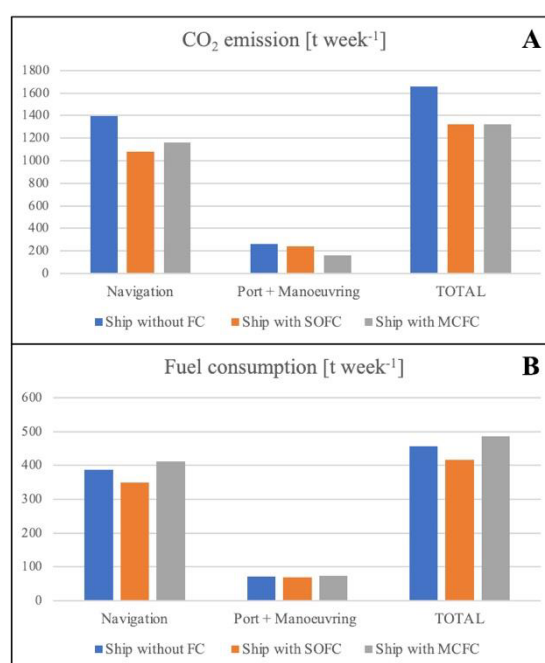 CO₂ emission [t week⁻¹]
A
1800
1600
1400
1200
1000
800
600
400
200
0
Navigation
Port + Manoeuvring
TOTAL
Ship without FC
Ship with SOFC
Ship with MCFC
Fuel consumption [t week⁻¹]
B
600
500
400
300
200
100
0
Navigation
Port + Manoeuvring
TOTAL
Ship without FC
Ship with SOFC
Ship with MCFC